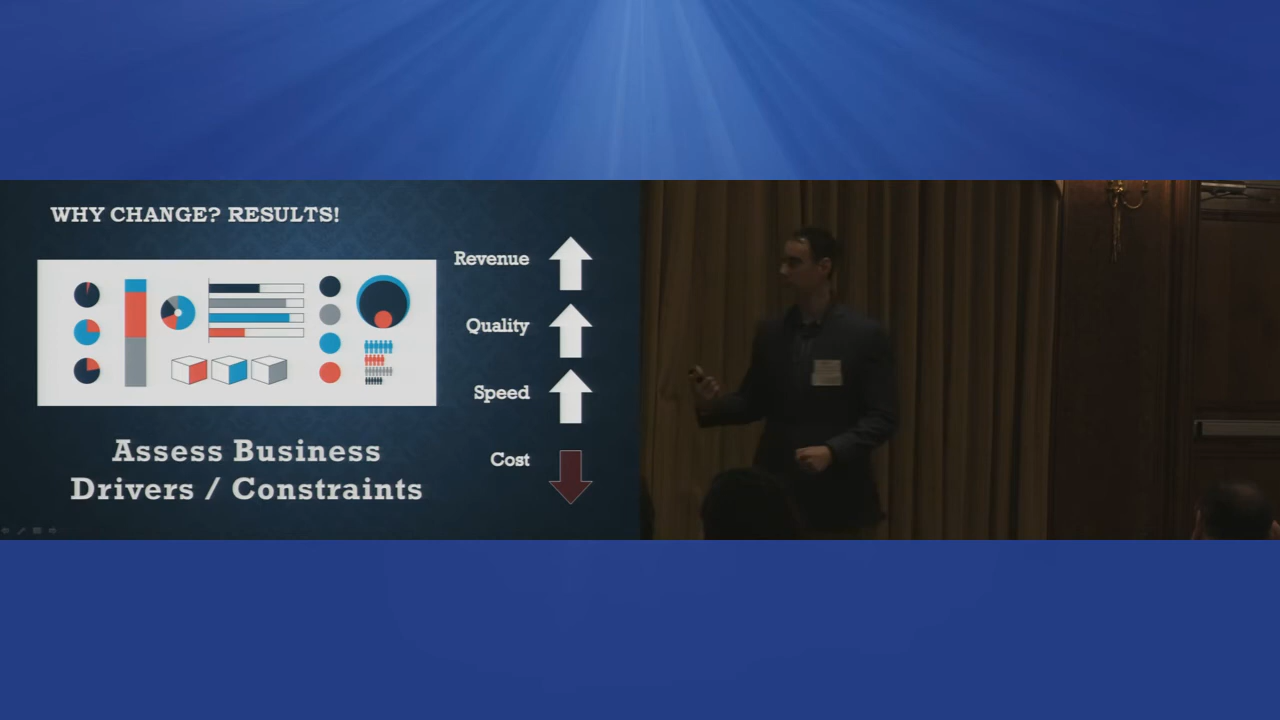 WHY CHANGE? RESULTS!
Revenue
Quality
Speed
Cost
Assess Business
Drivers / Constraints